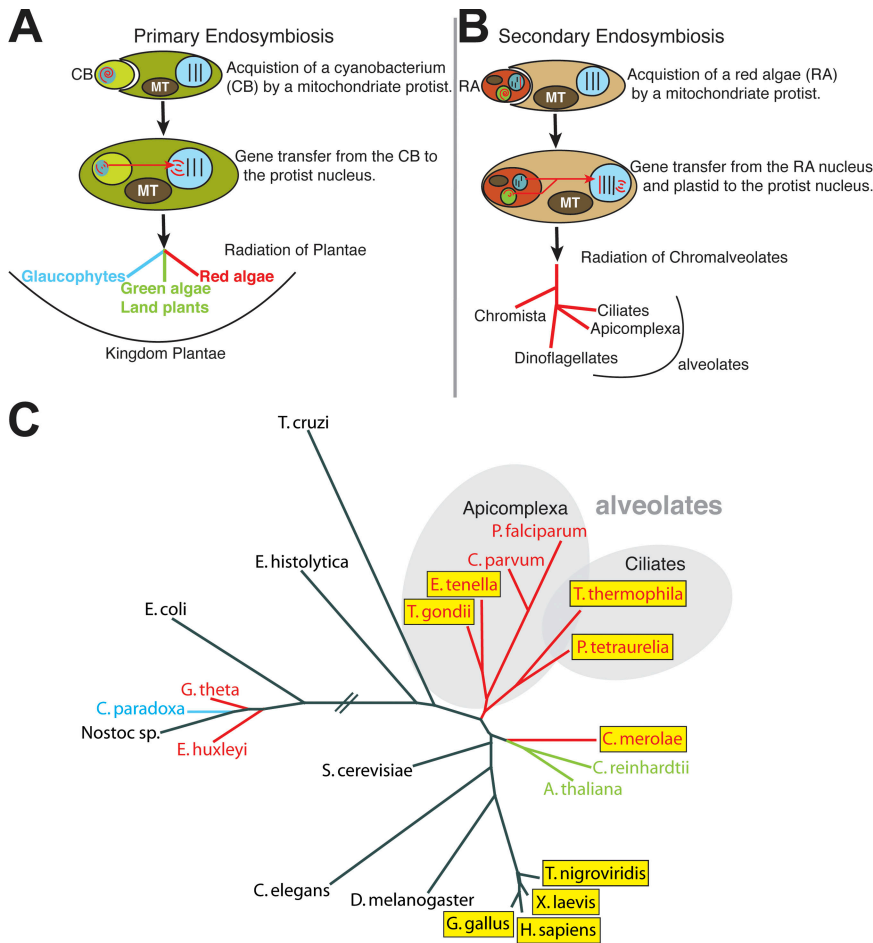 A
Primary Endosymbiosis
CB
MT
Acquistion of a cyanobacterium
(CB) by a mitochondriate protist.
MT
Gene transfer from the CB to
the protist nucleus.
Radiation of Plantae
Glaucophytes
Red algae
Green algae
Land plants
Kingdom Plantae
B
Secondary Endosymbiosis
RA
MT
Acquistion of a red algae (RA)
by a mitochondriate protist.
MT
Gene transfer from the RA nucleus
and plastid to the protist nucleus.
Radiation of Chromalveolates
Chromista
Ciliates
Apicomplexa
Dinoflagellates
alveolates
C
T. cruzi
Apicomplexa
alveolates
P. falciparum
E. histolytica
C. parvum
Ciliates
E. tenella
T. thermophila
T. gondii
E. coli
P. tetraurelia
G. theta
C. paradoxa
Nostoc sp.
E. huxleyi
C. merolae
S. cerevisiae
C. reinhardtii
A. thaliana
C. elegans
D. melanogaster
T. nigroviridis
X. laevis
G. gallus
H. sapiens